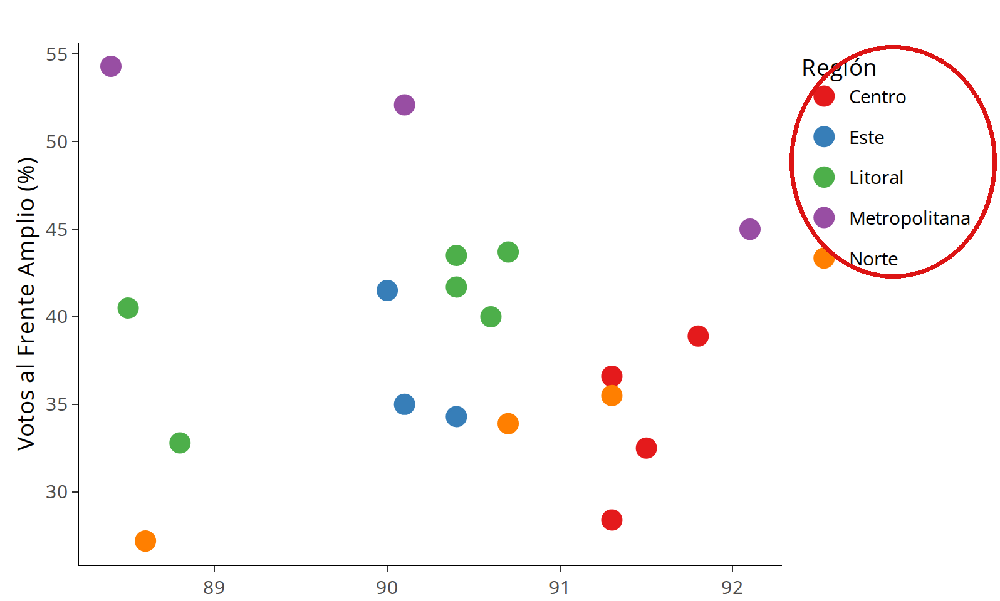 55
50
45
40
35
30
Votos al Frente Amplio (%)
89
90
91
92
Región
Centro
Este
Litoral
Metropolitana
Norte